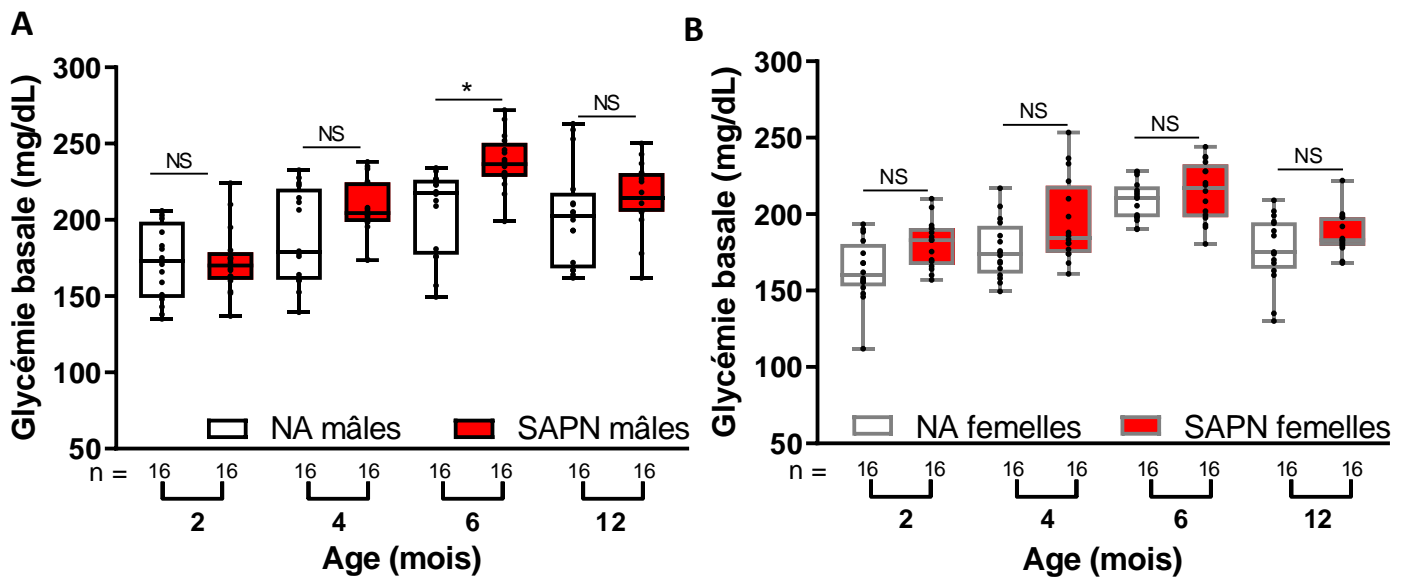 A
Glycémie basale (mg/dL)
300
250
200
150
100
50
NS
NS
*
NS
NA mâles
SAPN mâles
n =
16
16
16
16
16
16
16
16
2
4
6
12
Age (mois)
B
Glycémie basale (mg/dL)
300
250
200
150
100
50
NS
NS
NS
NS
NA femelles
SAPN femelles
n =
16
16
16
16
16
16
16
16
2
4
6
12
Age (mois)